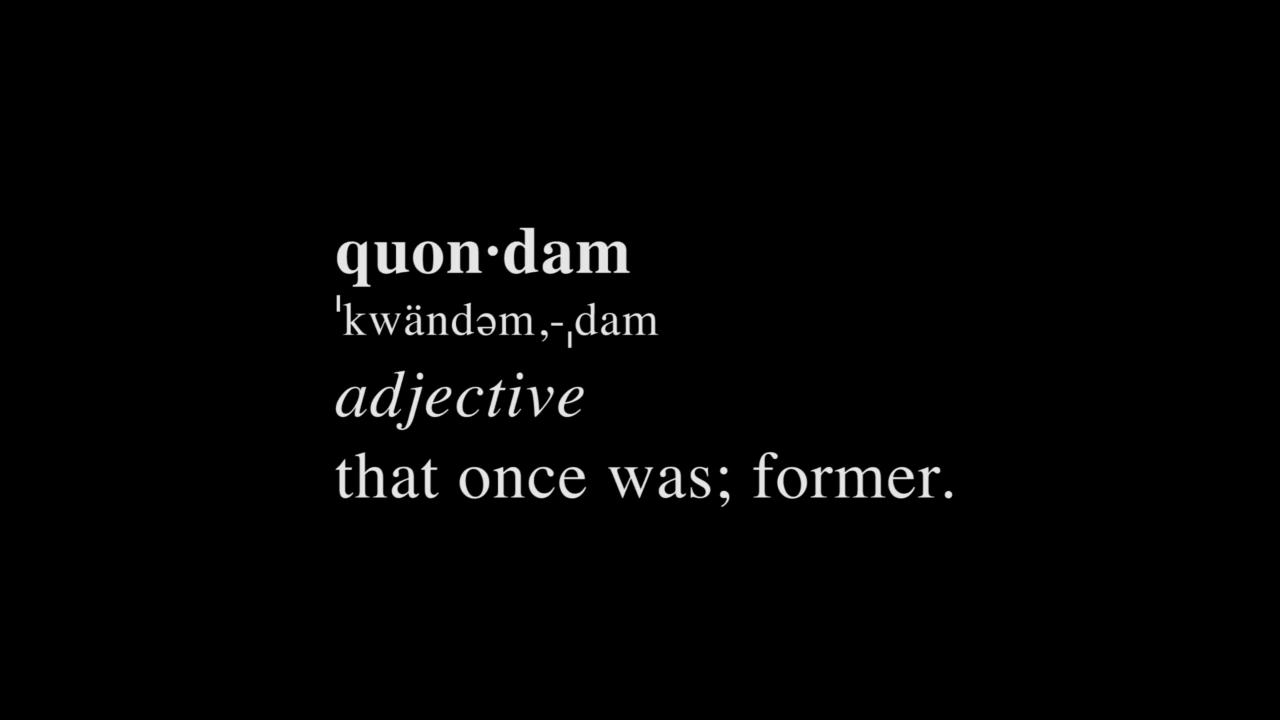 quon·dam
ˈkwändəm,-ˌdam
adjective
that once was; former.